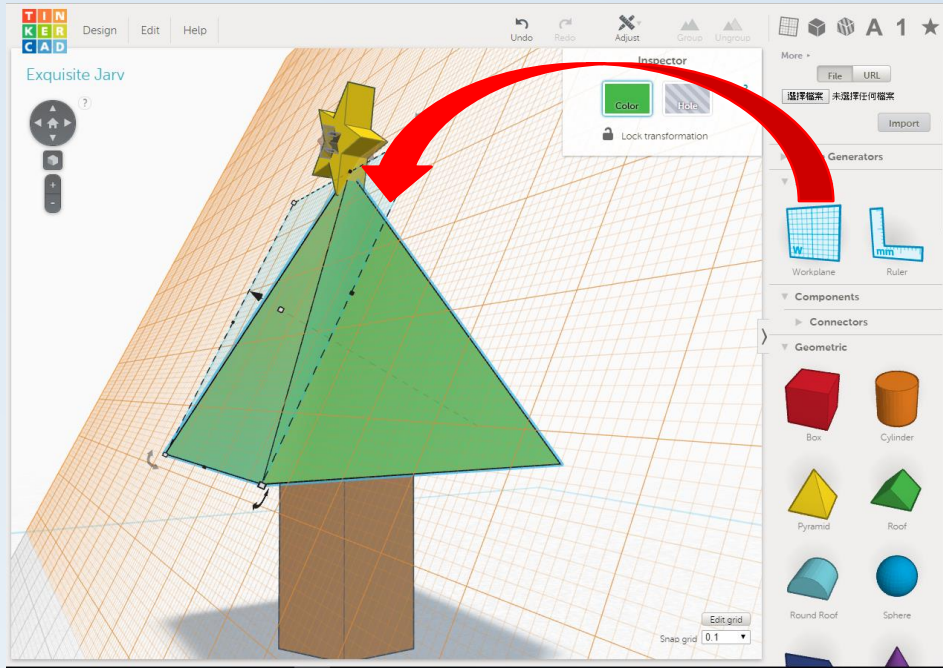 TIN
KER
CAD
Design Edit Help
Undo Redo Adjust Group Ungroup
A 1
Exquisite Jarv
?
Inspector
Color Hole
Lock transformation
More
File URL
選擇檔案 未選擇任何檔案
Import
Generators
W mm
Workplane Ruler
Components
Connectors
Geometric
Box Cylinder
Pyramid Roof
Round Roof Sphere
Edit grid
Snap grid 0.1
+
-